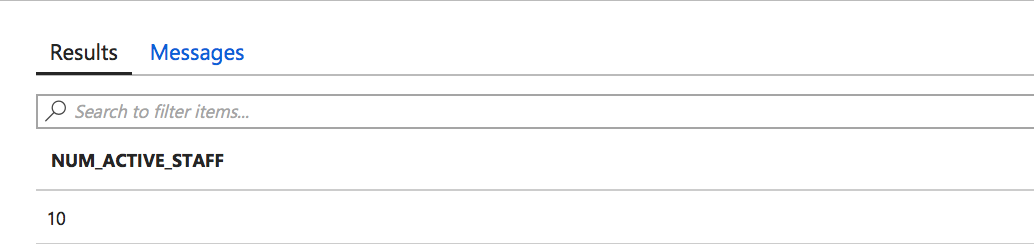 Results Messages
Search to filter items...
NUM_ACTIVE_STAFF
10